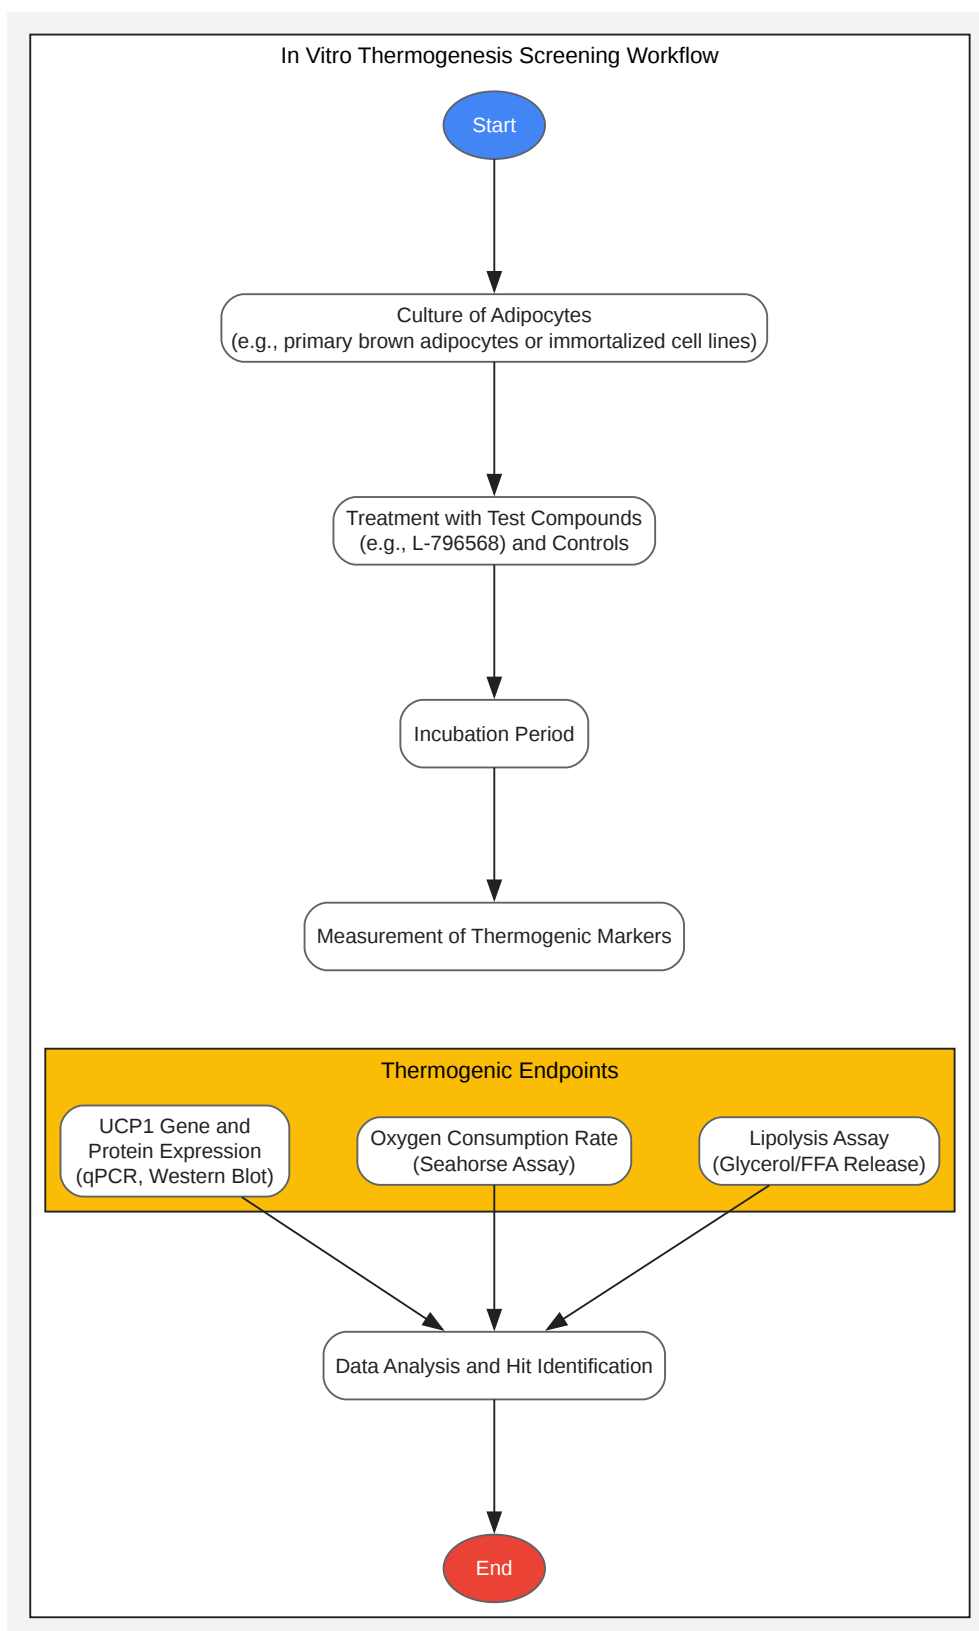 In Vitro Thermogenesis Screening Workflow
Start
Culture of Adipocytes
(e.g., primary brown adipocytes or immortalized cell lines)
Treatment with Test Compounds
(e.g., L-796568) and Controls
Incubation Period
Measurement of Thermogenic Markers
Thermogenic Endpoints
UCP1 Gene and
Protein Expression
(qPCR, Western Blot)
Oxygen Consumption Rate
(Seahorse Assay)
Lipolysis Assay
(Glycerol/FFA Release)
Data Analysis and Hit Identification
End